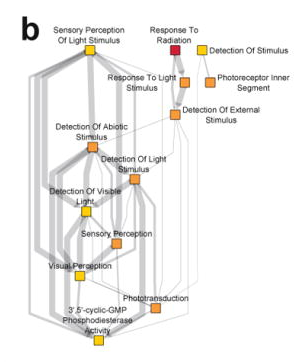 b
Sensory Perception
Of Light Stimulus
Response To
Radiation
Detection Of Stimulus
Response To Light
Stimulus
Photoreceptor Inner
Segment
Detection Of External
Stimulus
Detection Of Abiotic
Stimulus
Detection Of Light
Stimulus
Detection Of Visible
Light
Sensory Perception
Visual Perception
Phototransduction
3',5'-cyclic-GMP
Phosphodiesterase
Activity